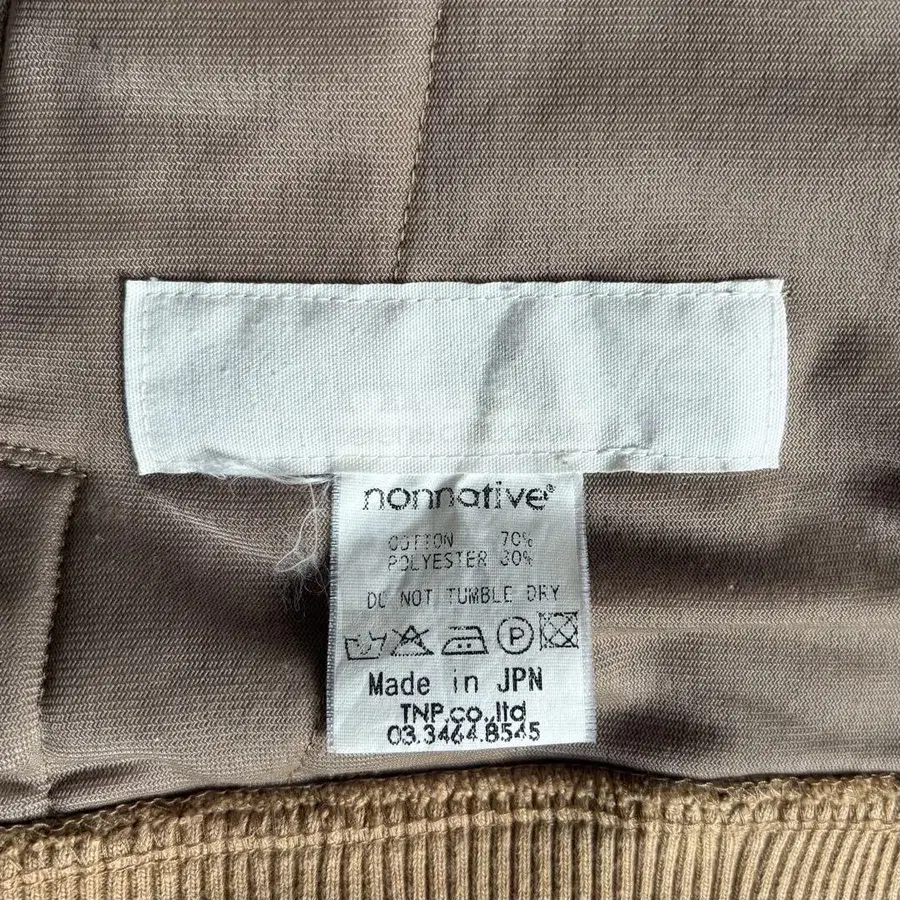 nonnative®
COTTON 70%
POLYESTER 30%
DO NOT TUMBLE DRY
P
Made in JPN
TNP.co.,ltd
03.3464.8545